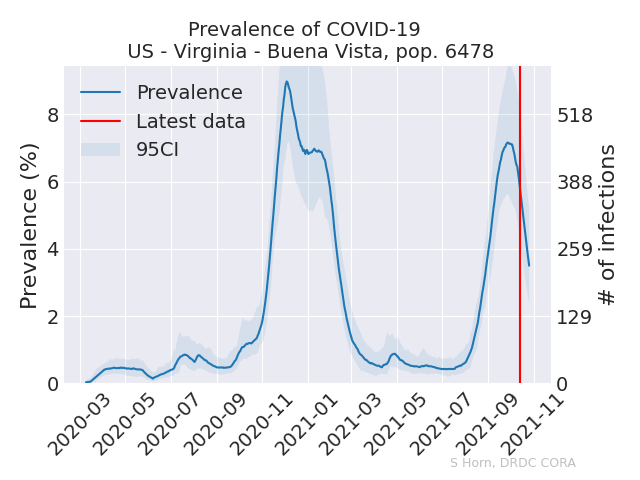 Prevalence of COVID-19
US - Virginia - Buena Vista, pop. 6478
Prevalence
Latest data
95CI
Prevalence (%)
8
6
4
2
0
518
388
259
129
0
# of infections
2020-03
2020-05
2020-07
2020-09
2020-11
2021-01
2021-03
2021-05
2021-07
2021-09
2021-11
S Horn, DRDC CORA